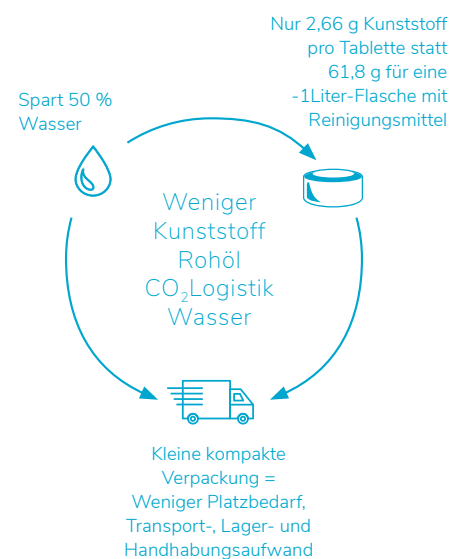 Nur 2,66 g Kunststoff
pro Tablette statt
61,8 g für eine
-1Liter-Flasche mit
Reinigungsmittel
Spart 50 %
Wasser
Weniger
Kunststoff
Rohöl
CO₂Logistik
Wasser
Kleine kompakte
Verpackung =
Weniger Platzbedarf,
Transport-, Lager- und
Handhabungsaufwand